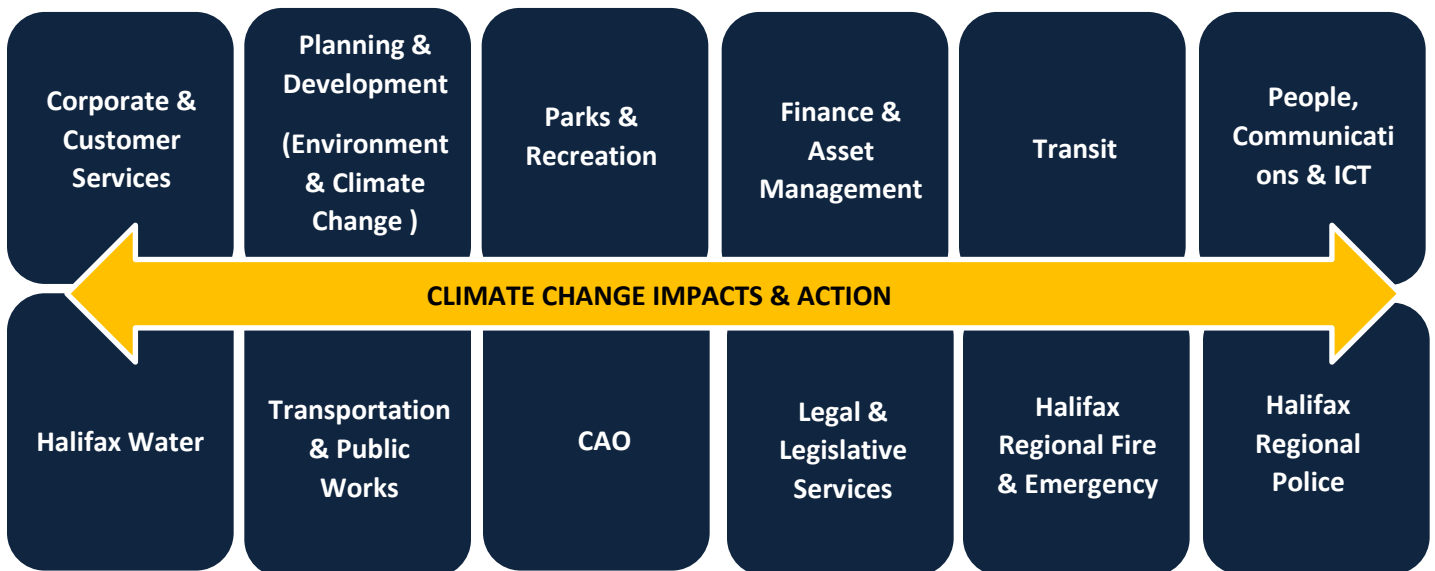 Corporate &
Customer
Services
Planning &
Development
(Environment
& Climate
Change )
Parks &
Recreation
Finance &
Asset
Management
Transit
People,
Communicati
ons & ICT
CLIMATE CHANGE IMPACTS & ACTION
Halifax Water
Transportation
& Public
Works
CAO
Legal &
Legislative
Services
Halifax
Regional Fire
& Emergency
Halifax
Regional
Police